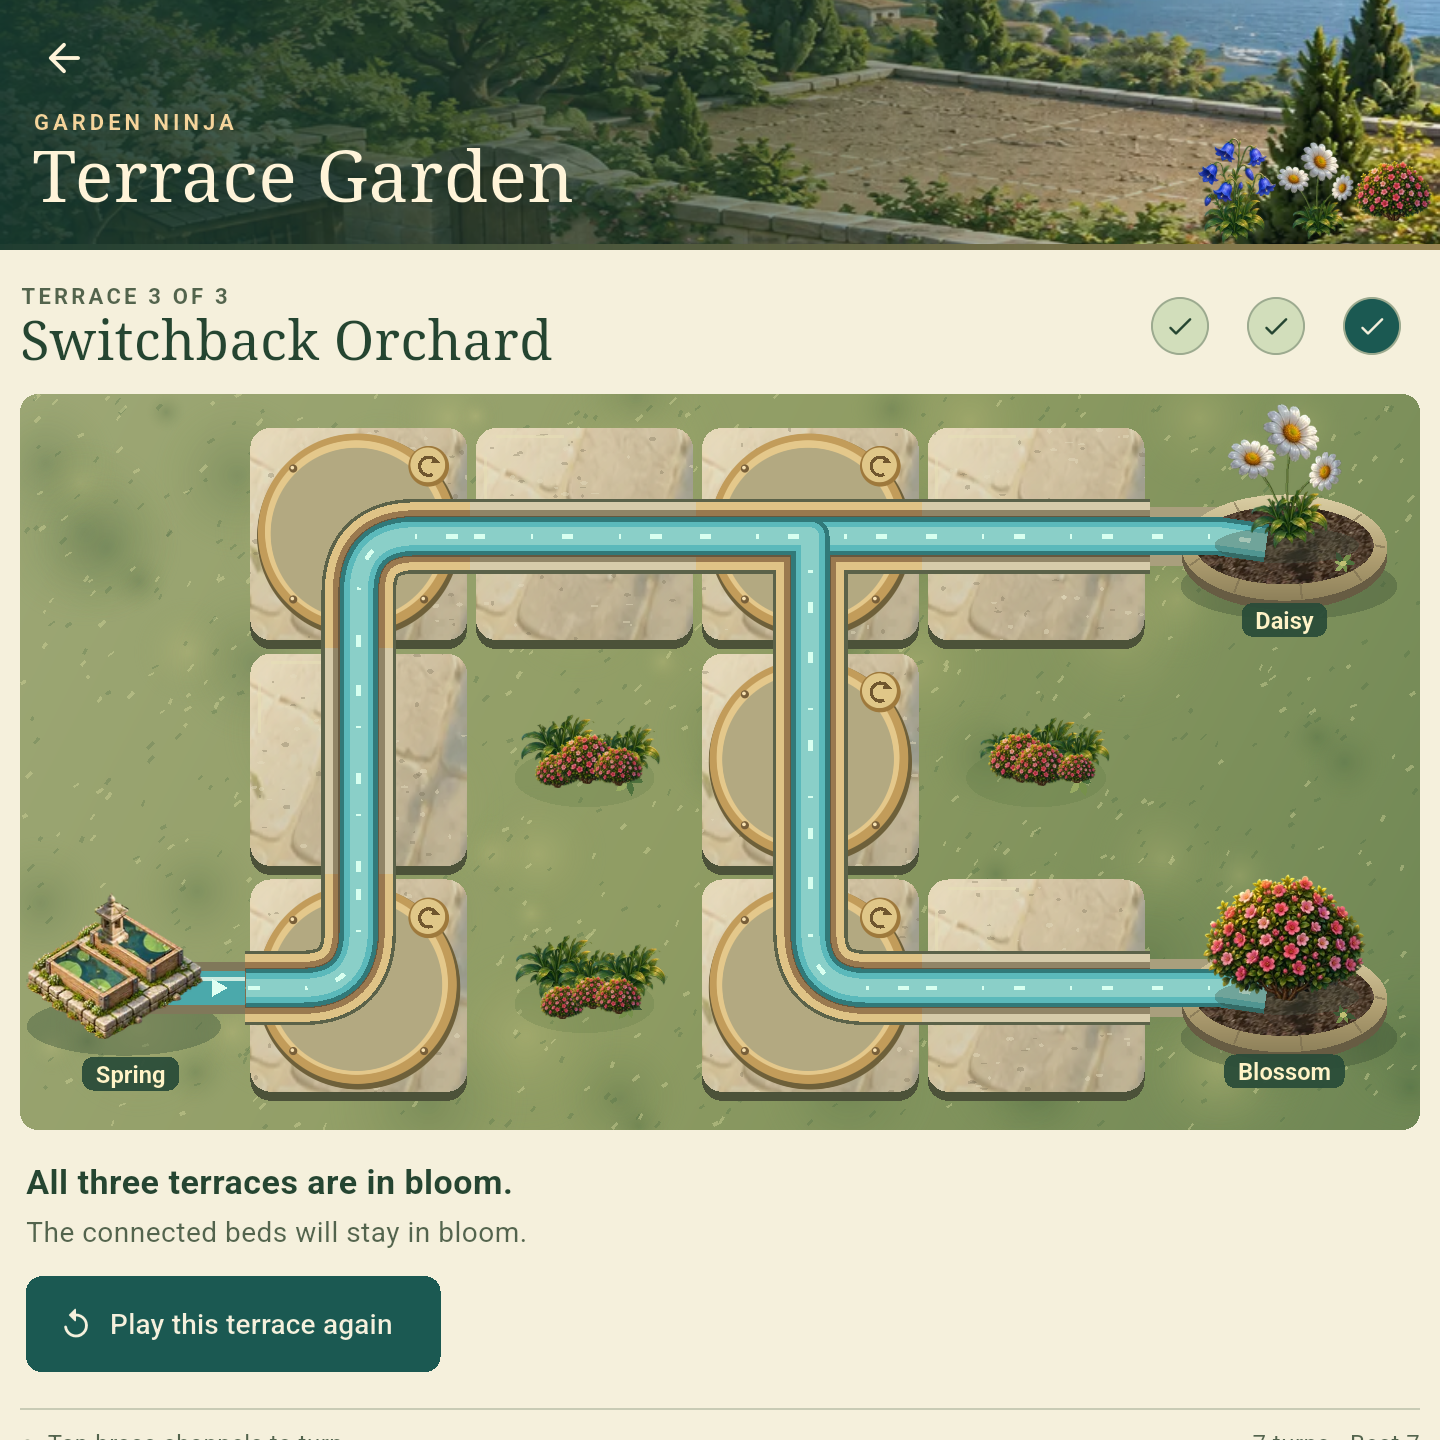 GARDEN NINJA
Terrace Garden
TERRACE 3 OF 3
Switchback Orchard
Daisy
Spring
Blossom
All three terraces are in bloom.
The connected beds will stay in bloom.
Play this terrace again